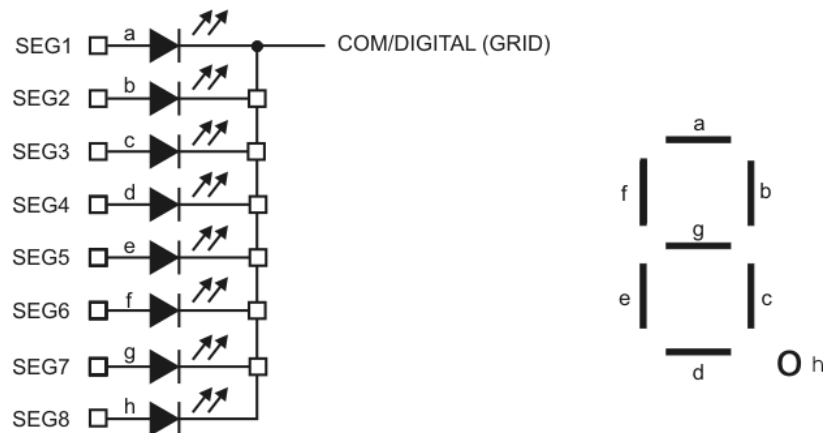 SEG1 a COM/DIGITAL (GRID)
SEG2 b
SEG3 c
SEG4 d
SEG5 e
SEG6 f
SEG7 g
SEG8 h
a
f b
g
e c
d h